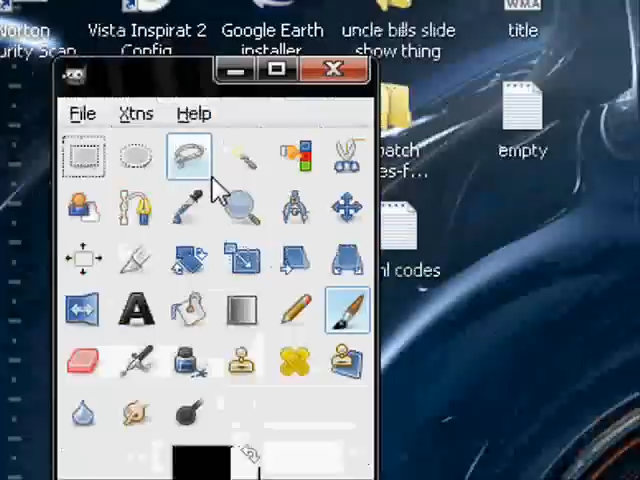 Norton
urity Scan
Vista Inspirat 2
Config
Google Earth
installer
uncle bills slide
show thing
WMA
title
File Xtns Help
patch
es-F...
empty
ml codes